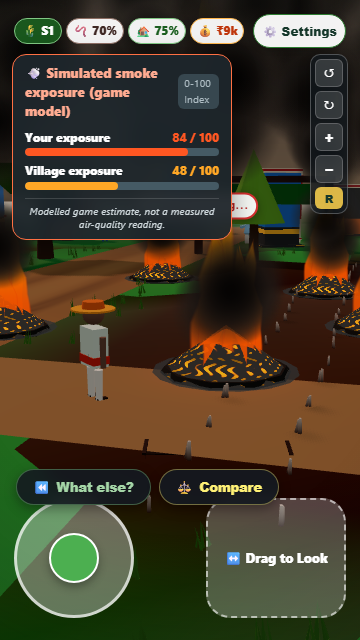 S1
70%
75%
₹9k
Settings
Simulated smoke
exposure (game
model)
0-100
Index
Your exposure
84 / 100
Village exposure
48 / 100
Modelled game estimate, not a measured
air-quality reading.
↺
↻
+
−
R
What else?
Compare
Drag to Look